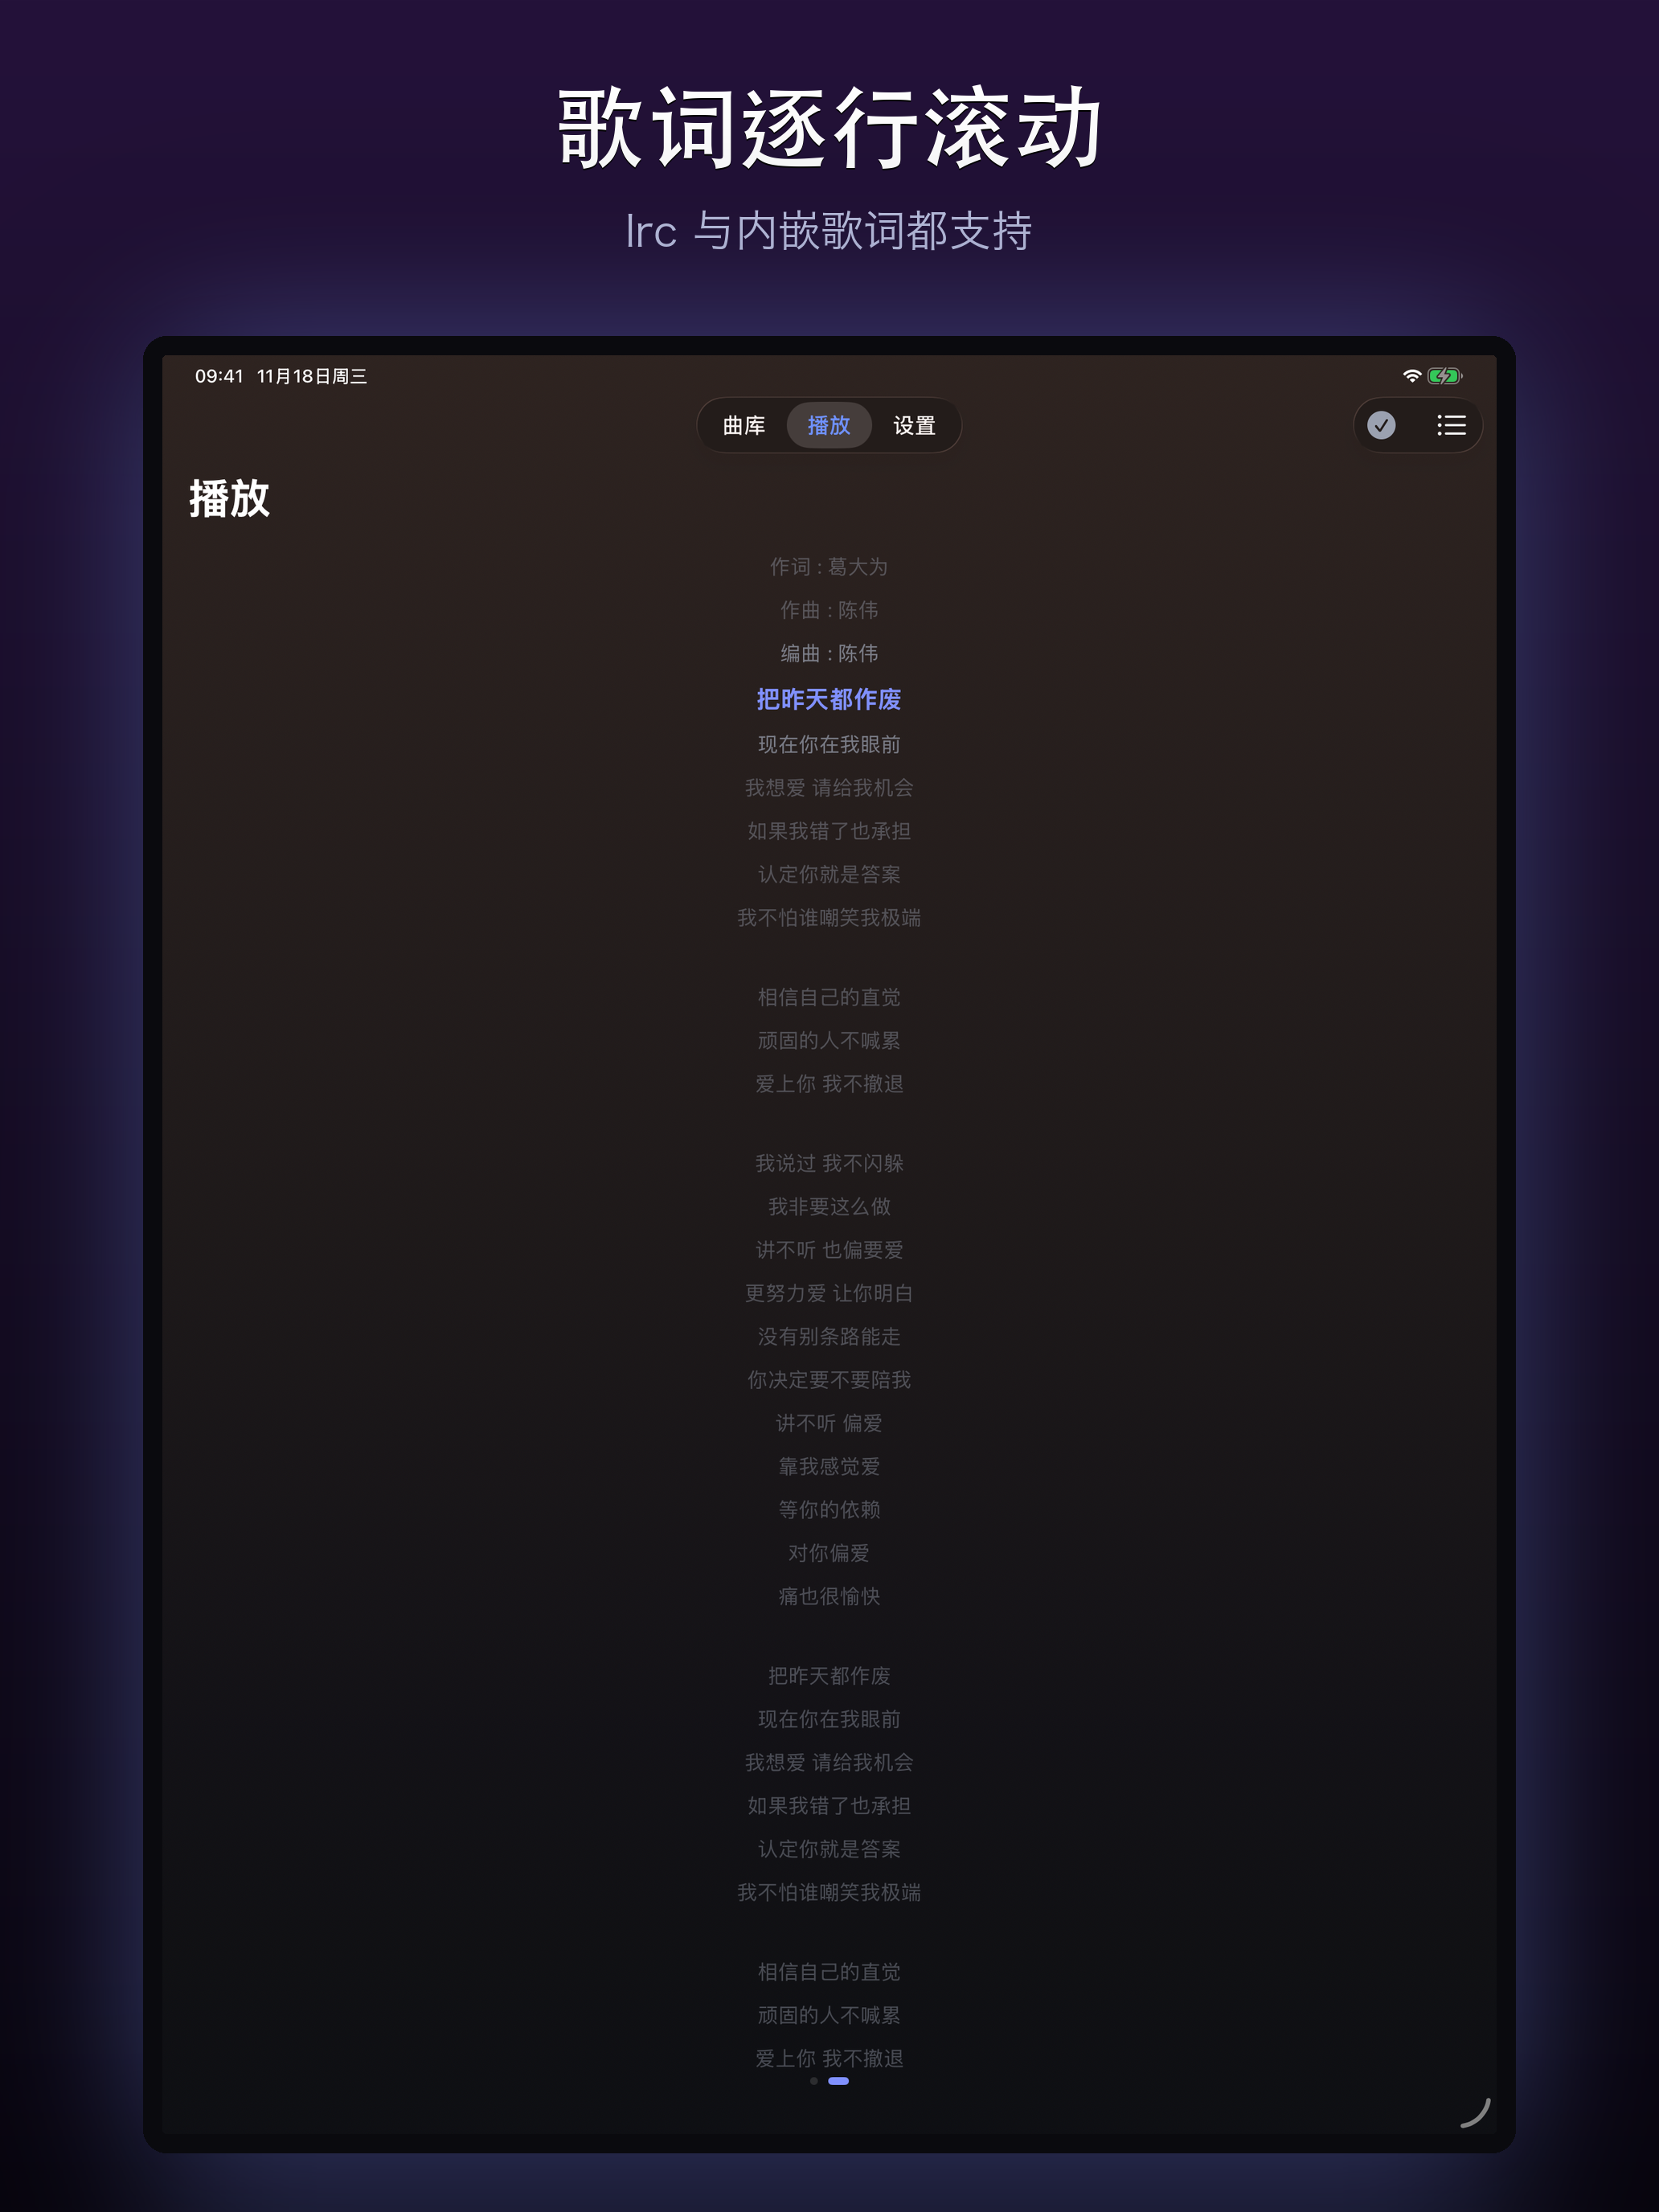 歌词逐行滚动
lrc 与内嵌歌词都支持
09:41 11月18日周三
曲库 播放 设置
播放
作词 : 葛大为
作曲 : 陈伟
编曲 : 陈伟
把昨天都作废
现在你在我眼前
我想爱 请给我机会
如果我错了也承担
认定你就是答案
我不怕谁嘲笑我极端
相信自己的直觉
顽固的人不喊累
爱上你 我不撤退
我说过 我不闪躲
我非要这么做
讲不听 也偏要爱
更努力爱 让你明白
没有别条路能走
你决定要不要陪我
讲不听 偏爱
靠我感觉爱
等你的依赖
对你偏爱
痛也很愉快
把昨天都作废
现在你在我眼前
我想爱 请给我机会
如果我错了也承担
认定你就是答案
我不怕谁嘲笑我极端
相信自己的直觉
顽固的人不喊累
爱上你 我不撤退